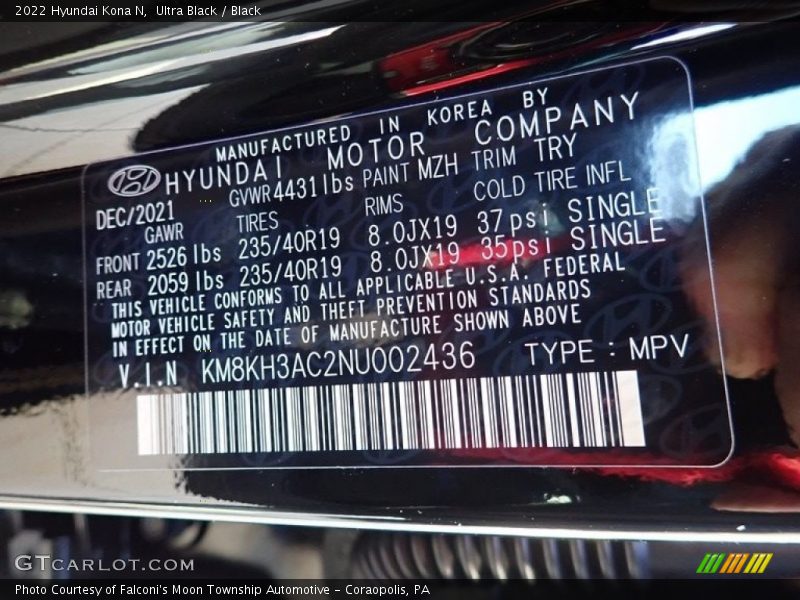 2022 Hyundai Kona N, Ultra Black / Black
MANUFACTURED IN KOREA BY
HYUNDAI MOTOR COMPANY
DEC/2021 GVWR 4431 lbs PAINT MZH TRIM TRY
GAWR TIRES RIMS COLD TIRE INFL
FRONT 2526 lbs 235/40R19 8.0JX19 37psi SINGLE
REAR 2059 lbs 235/40R19 8.0JX19 35psi SINGLE
THIS VEHICLE CONFORMS TO ALL APPLICABLE U.S.A. FEDERAL
MOTOR VEHICLE SAFETY AND THEFT PREVENTION STANDARDS
IN EFFECT ON THE DATE OF MANUFACTURE SHOWN ABOVE
V.I.N KM8KH3AC2NU002436 TYPE : MPV
GTCARLOT.COM
Photo Courtesy of Falconi's Moon Township Automotive - Coraopolis, PA